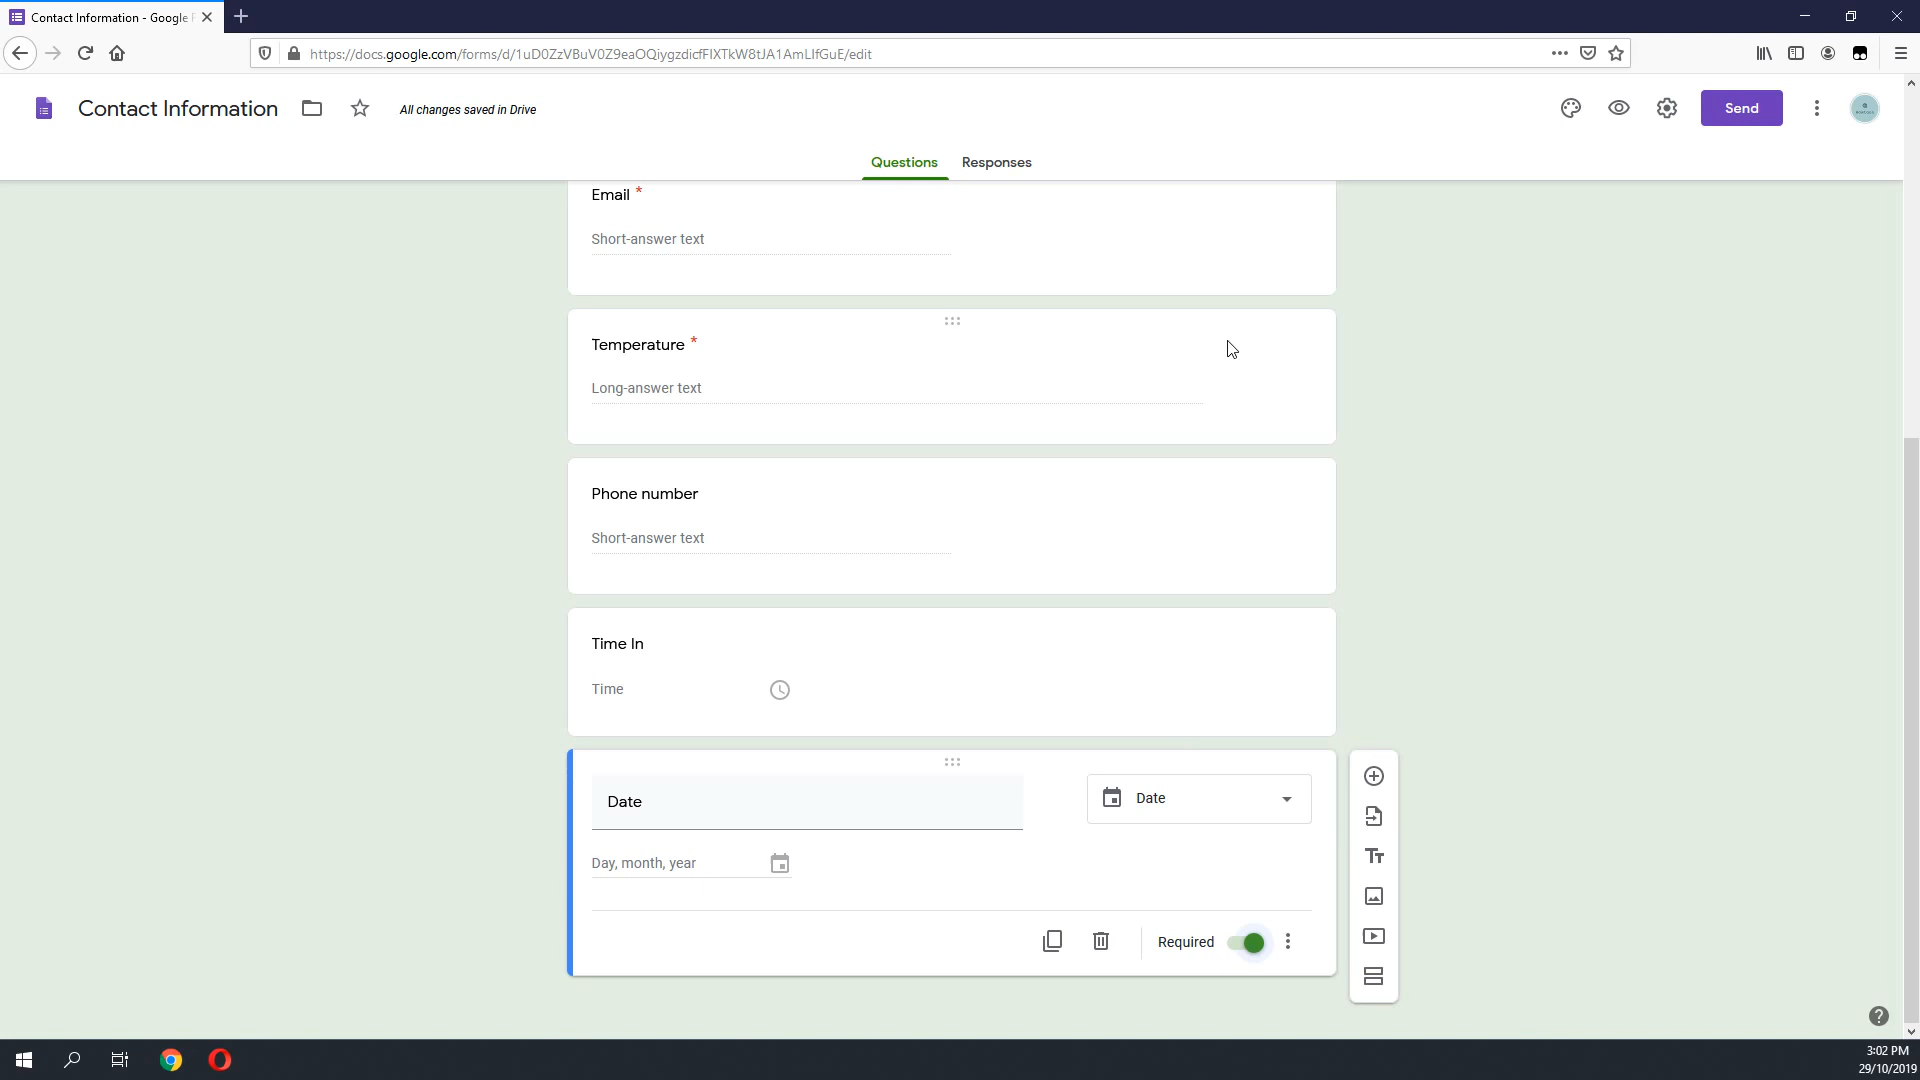 Contact Information - Google
https://docs.google.com/forms/d/1uD0ZzVBuV0Z9eaOQiygzdicfFIXTkW8tJA1AmLIfGuE/edit
Contact Information
All changes saved in Drive
Send
Questions
Responses
Email *
Short-answer text
Temperature *
Long-answer text
Phone number
Short-answer text
Time In
Time
Date
Date
Day, month, year
Required
3:02 PM
29/10/2019